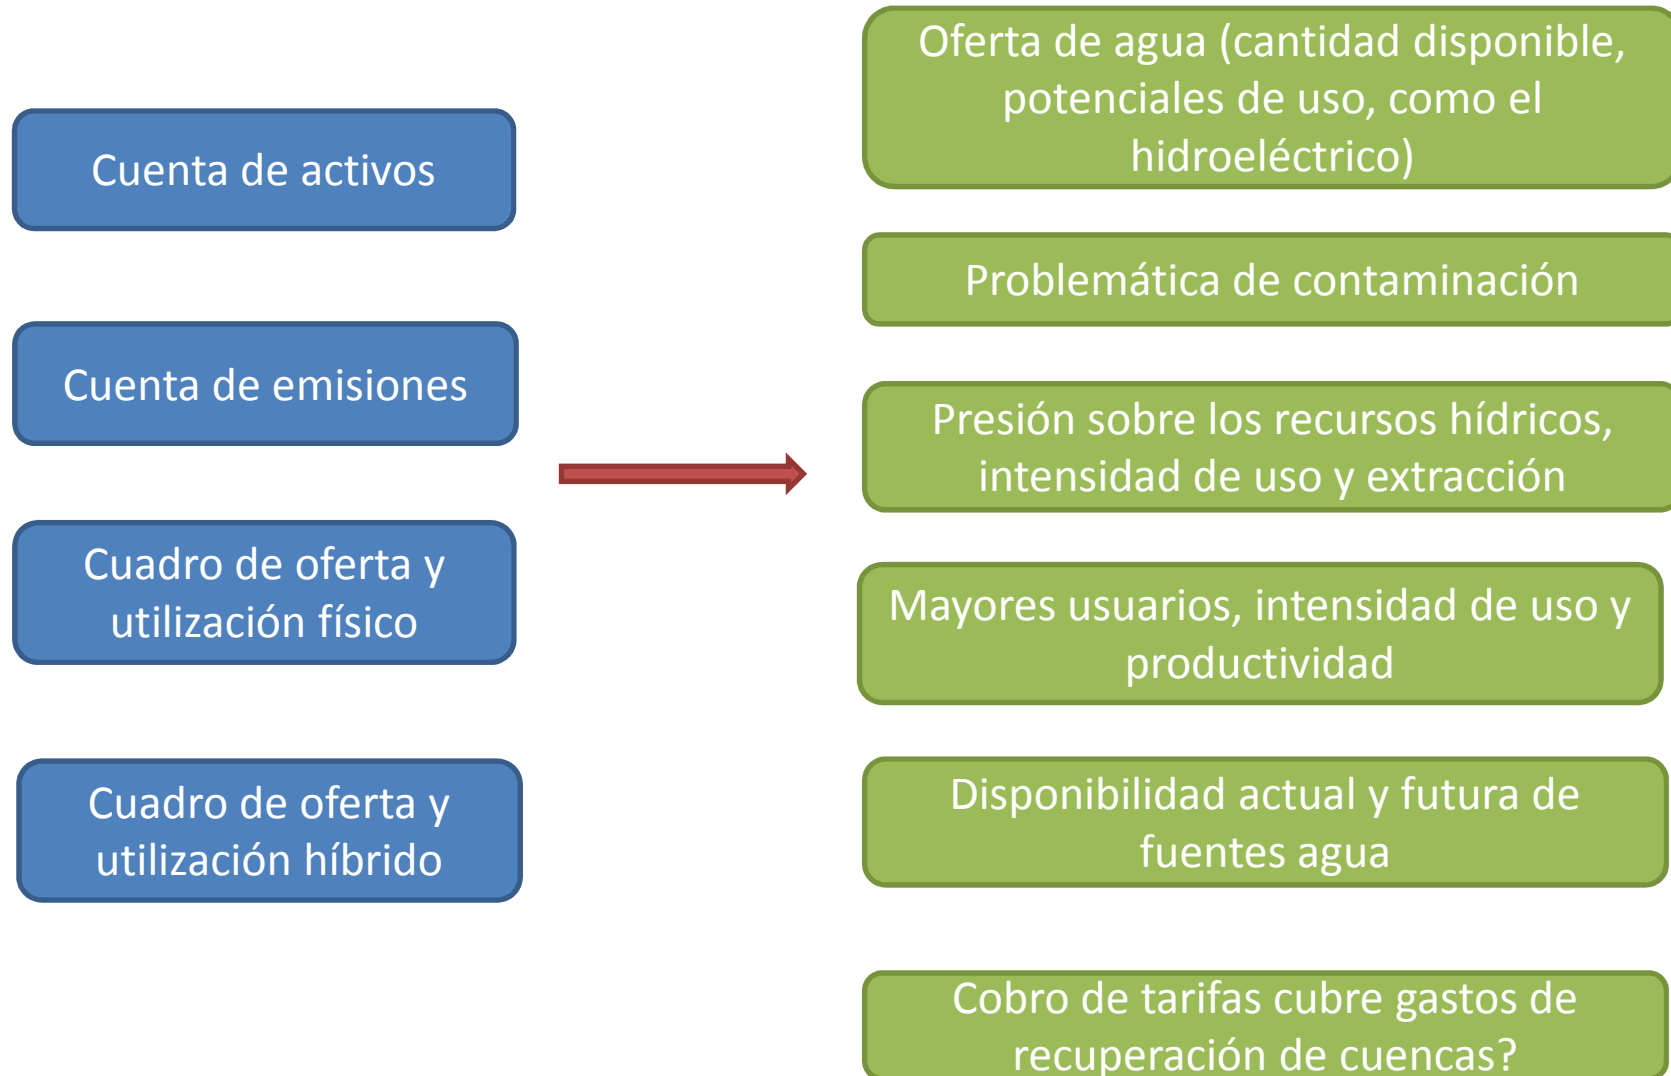 Cuenta de activos
Cuenta de emisiones
Cuadro de oferta y
utilización físico
Cuadro de oferta y
utilización híbrido
Oferta de agua (cantidad disponible,
potenciales de uso, como el
hidroeléctrico)
Problemática de contaminación
Presión sobre los recursos hídricos,
intensidad de uso y extracción
Mayores usuarios, intensidad de uso y
productividad
Disponibilidad actual y futura de
fuentes agua
Cobro de tarifas cubre gastos de
recuperación de cuencas?